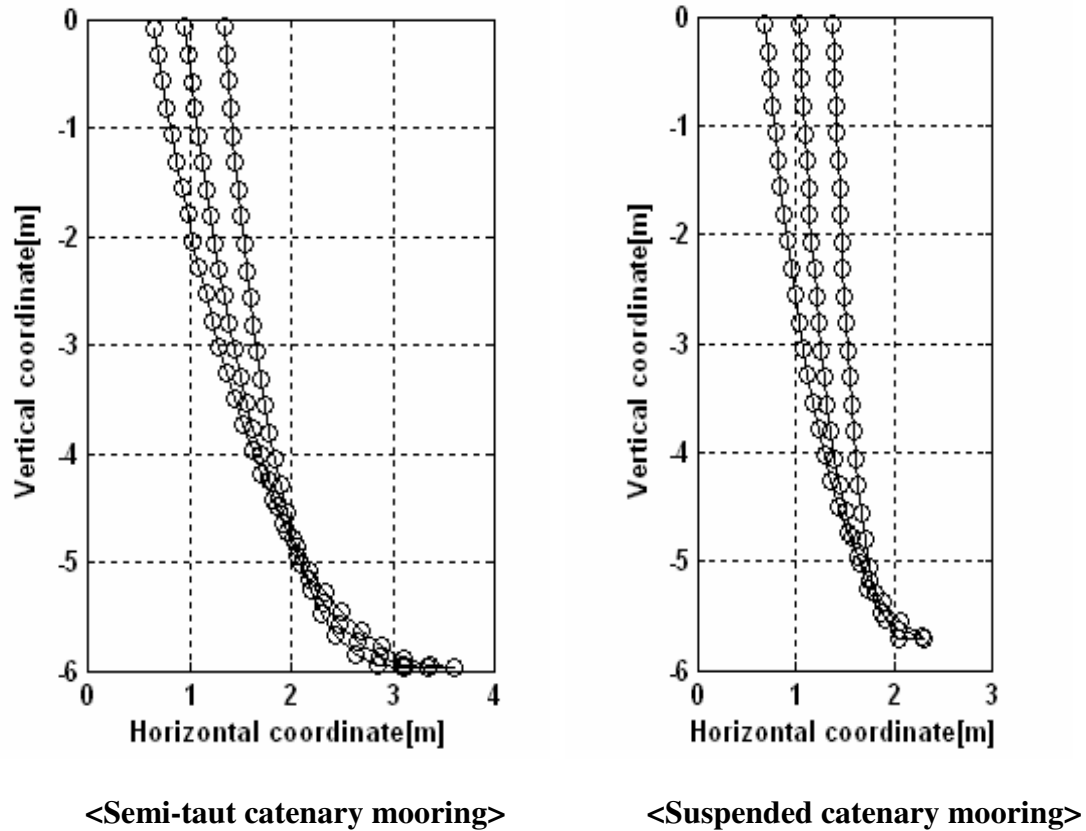 0
-1
-2
-3
-4
-5
-6
Vertical coordinate[m]
0 1 2 3 4
Horizontal coordinate[m]
0
-1
-2
-3
-4
-5
-6
Vertical coordinate[m]
0 1 2 3
Horizontal coordinate[m]
<Semi-taut catenary mooring>
<Suspended catenary mooring>